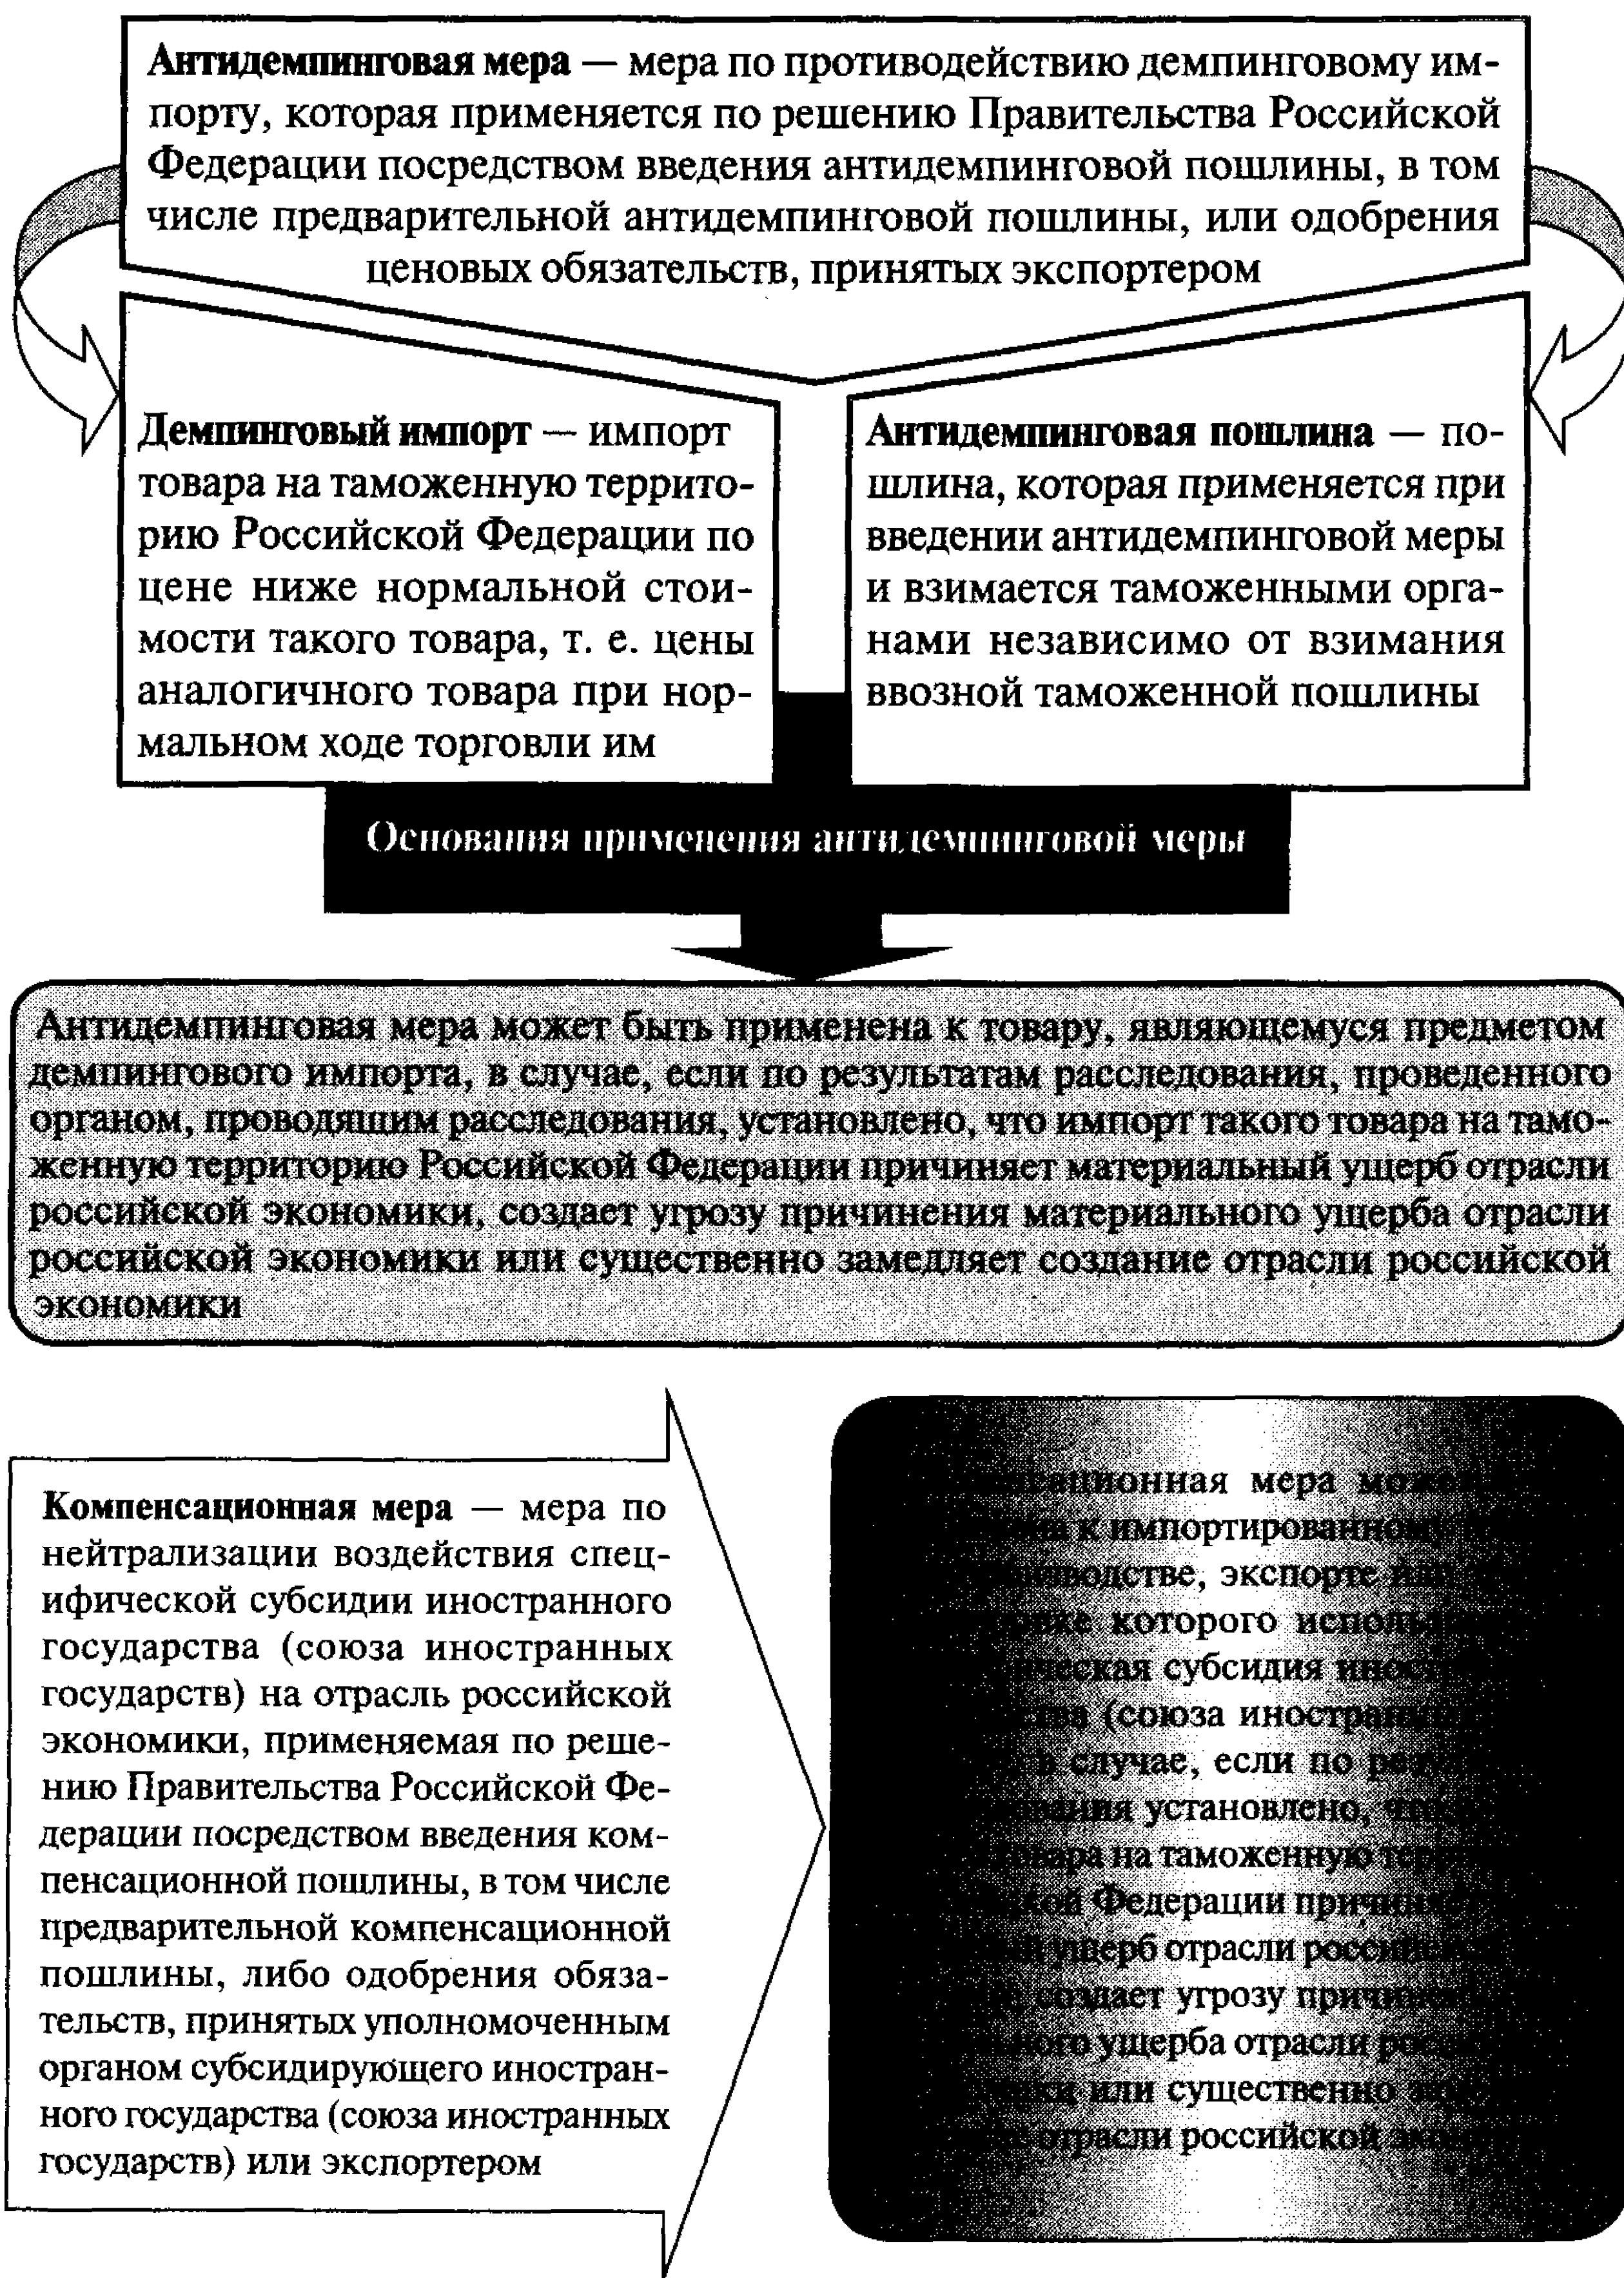 Антидемпинговая мера — мера по противодействию демпинговому им-
порту, которая применяется по решению Правительства Российской
Федерации посредством введения антидемпинговой пошлины, в том
числе предварительной антидемпинговой пошлины, или одобрения
ценовых обязательств, принятых экспортером
Демпинговый импорт — импорт
товара на таможенную террито-
рию Российской Федерации по
цене ниже нормальной стои-
мости такого товара, т. е. цены
аналогичного товара при нор-
мальном ходе торговли им
Антидемпинговая пошлина — по-
шлина, которая применяется при
введении антидемпинговой меры
и взимается таможенными орга-
нами независимо от взимания
ввозной таможенной пошлины
Основания применения антидемпинговой меры
Антидемпинговая мера может быть применена к товару, являющемуся предметом
демпингового импорта, в случае, если по результатам расследования, проведенного
органом, проводящим расследования, установлено, что импорт такого товара на тамо-
женную территорию Российской Федерации причиняет материальный ущерб отрасли
российской экономики, создает угрозу причинения материального ущерба отрасли
российской экономики или существенно замедляет создание отрасли российской
экономики
Компенсационная мера — мера по
нейтрализации воздействия спец-
ифической субсидии иностранного
государства (союза иностранных
государств) на отрасль российской
экономики, применяемая по реше-
нию Правительства Российской Фе-
дерации посредством введения ком-
пенсационной пошлины, в том числе
предварительной компенсационной
пошлины, либо одобрения обяза-
тельств, принятых уполномоченным
органом субсидирующего иностран-
ного государства (союза иностранных
государств) или экспортером
мера
к импортированному
экспорте
которого
субсидия
(союза
случае, если по
установлено,
на таможенную
Федерации
ущерб отрасли
создает угрозу
ущерба отрасли
или существенно
отрасли российской